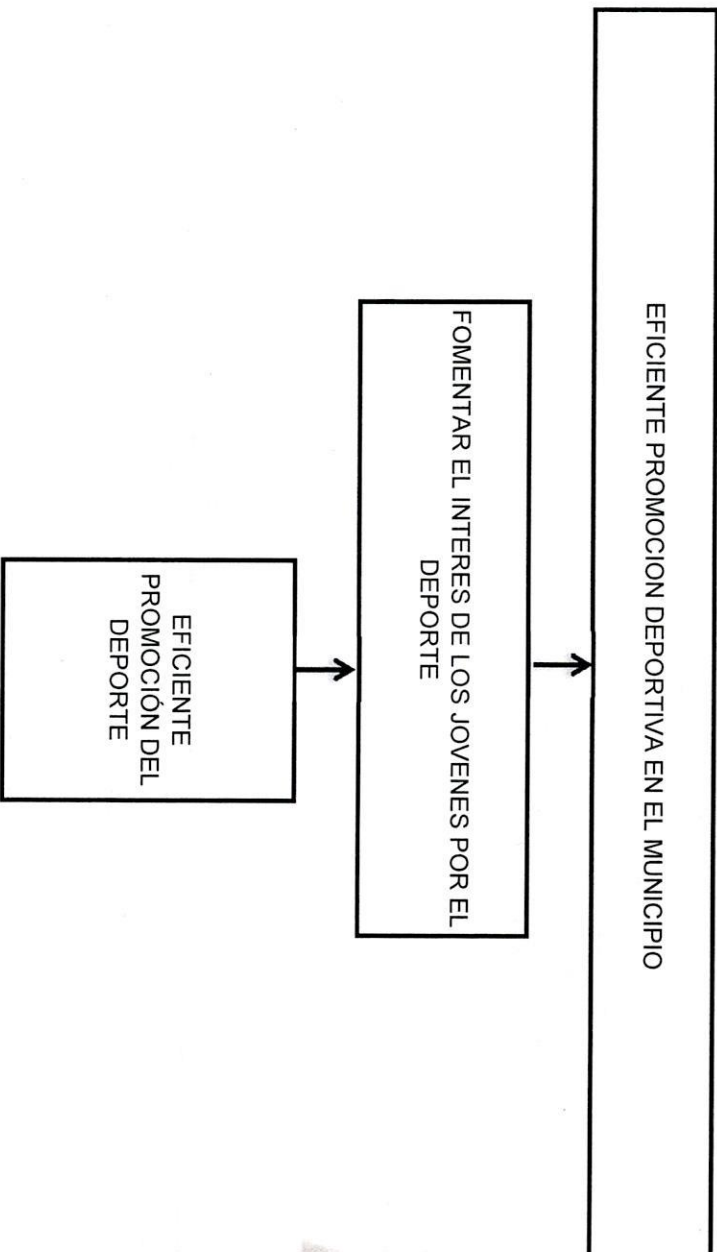 EFICIENTE PROMOCION DEPORTIVA EN EL MUNICIPIO
FOMENTAR EL INTERES DE LOS JOVENES POR EL
DEPORTE
EFICIENTE
PROMOCIÓN DEL
DEPORTE